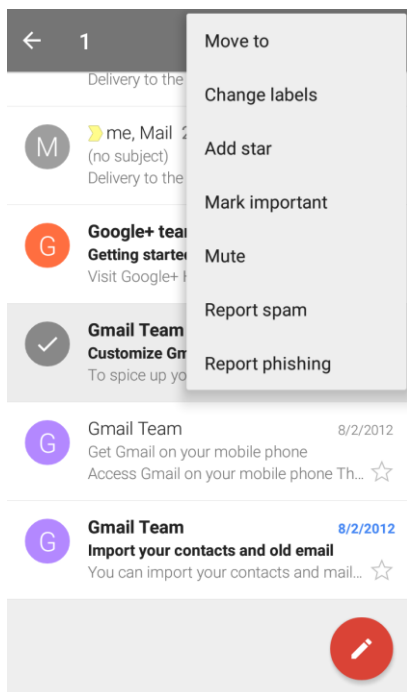 1
Move to
Change labels
Add star
Mark important
Mute
Report spam
Report phishing
Delivery to the
M
me, Mail
(no subject)
Delivery to the
G
Google+ tea
Getting starte
Visit Google+
Gmail Team
Customize Gm
To spice up yo
G
Gmail Team 8/2/2012
Get Gmail on your mobile phone
Access Gmail on your mobile phone Th...
G
Gmail Team 8/2/2012
Import your contacts and old email
You can import your contacts and mail...